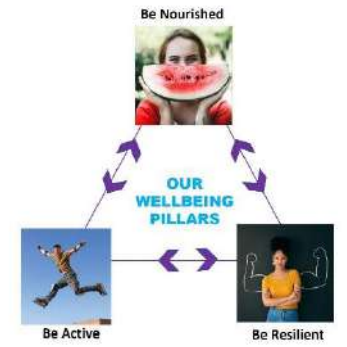 Be Nourished
OUR
WELLBEING
PILLARS
Be Active
Be Resilient